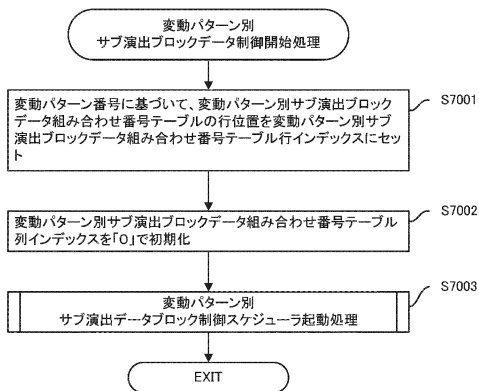 変動パターン別
サブ演出ブロックデータ制御開始処理
S7001
変動パターン番号に基づいて、変動パターン別サブ演出ブロック
データ組み合わせ番号テーブルの行位置を変動パターン別サブ
演出ブロックデータ組み合わせ番号テーブル行インデックスにセッ
ト
S7002
変動パターン別サブ演出ブロックデータ組み合わせ番号テーブル
列インデックスを「0」で初期化
S7003
変動パターン別
サブ演出データブロック制御スケジューラ起動処理
EXIT